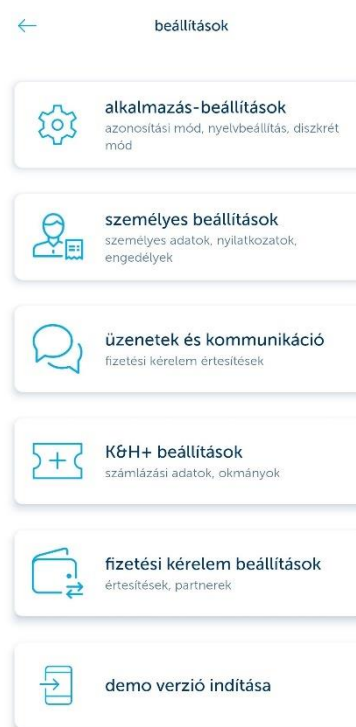 beállítások
alkalmazás-beállítások
azonosítási mód, nyelvbeállítás, diszkrét
mód
személyes beállítások
személyes adatok, nyilatkozatok,
engedélyek
üzenetek és kommunikáció
fizetési kérelem értesítések
K&H+ beállítások
számlázási adatok, okmányok
fizetési kérelem beállítások
értesítések, partnerek
demo verzió indítása